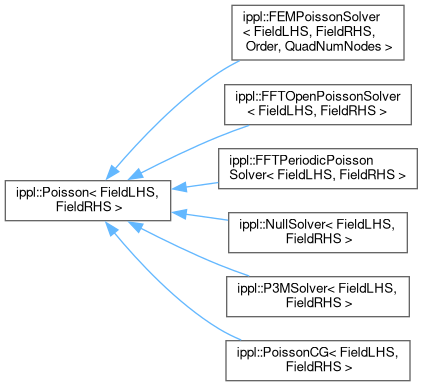 ippl::FEMPoissonSolver
< FieldLHS, FieldRHS,
Order, QuadNumNodes >
ippl::FFTOpenPoissonSolver
< FieldLHS, FieldRHS >
ippl::FFTPeriodicPoisson
Solver< FieldLHS, FieldRHS >
ippl::Poisson< FieldLHS,
FieldRHS >
ippl::NullSolver< FieldLHS,
FieldRHS >
ippl::P3MSolver< FieldLHS,
FieldRHS >
ippl::PoissonCG< FieldLHS,
FieldRHS >